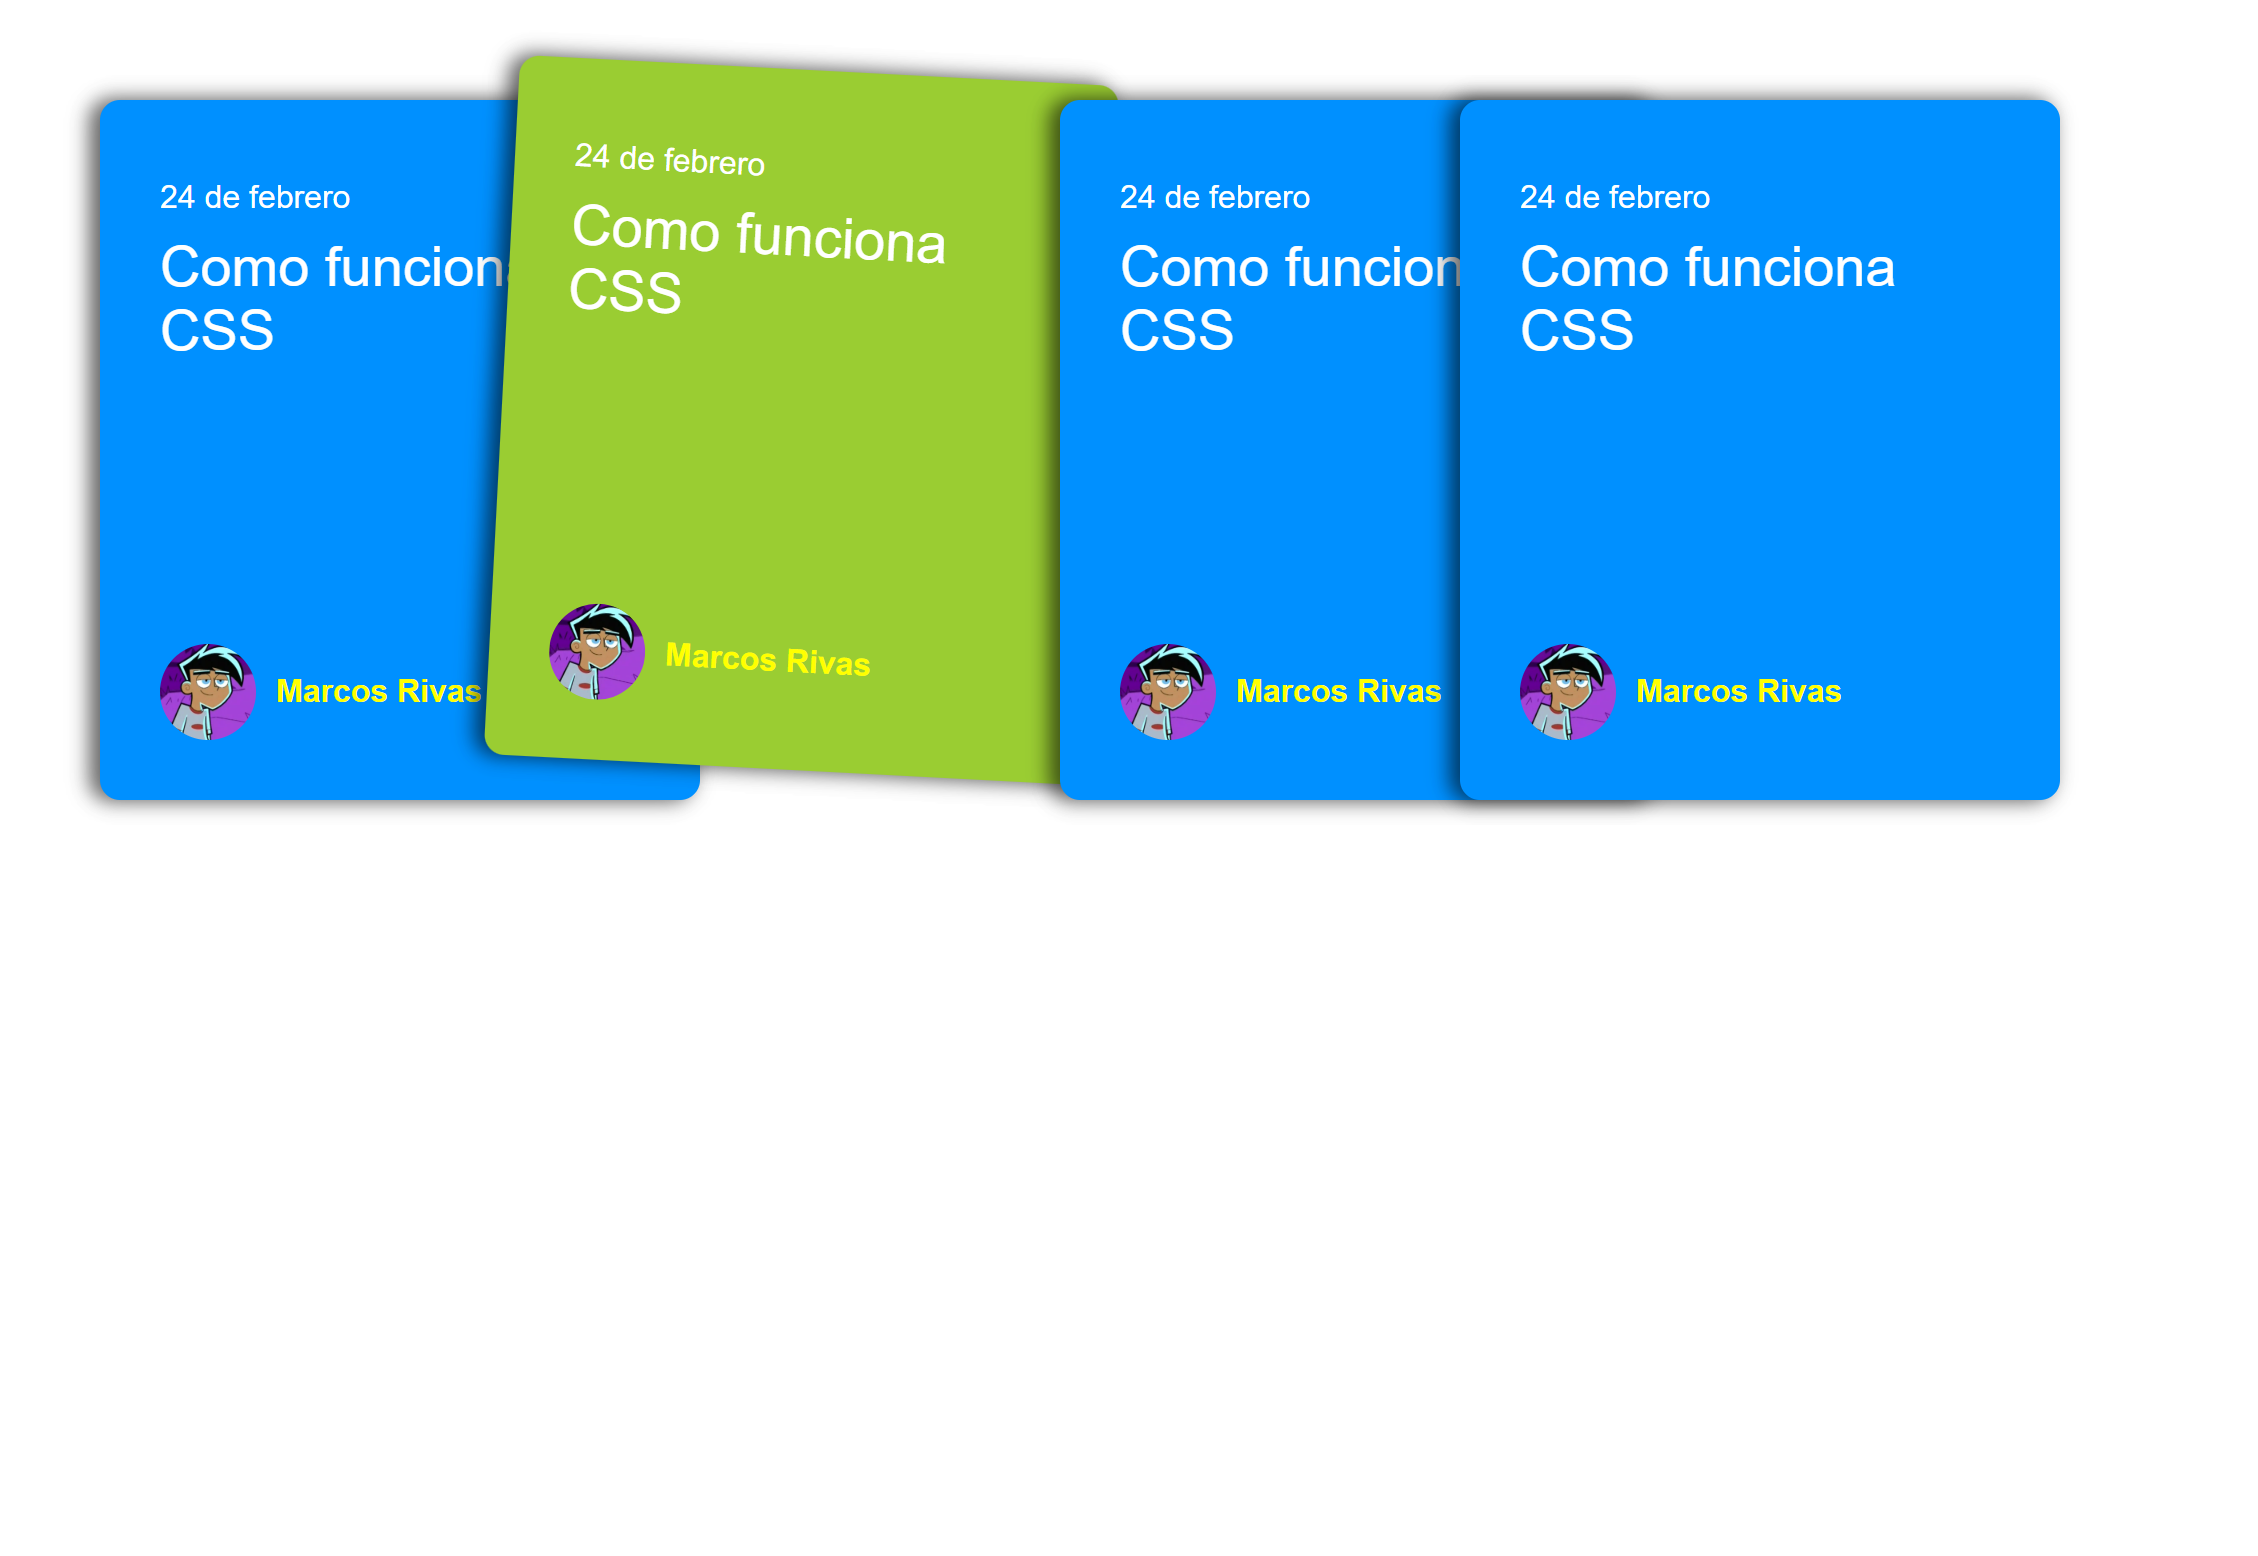 24 de febrero
Como funcion
CSS
Marcos Rivas
24 de febrero
Como funciona
CSS
Marcos Rivas
24 de febrero
Como funcion
CSS
Marcos Rivas
24 de febrero
Como funciona
CSS
Marcos Rivas